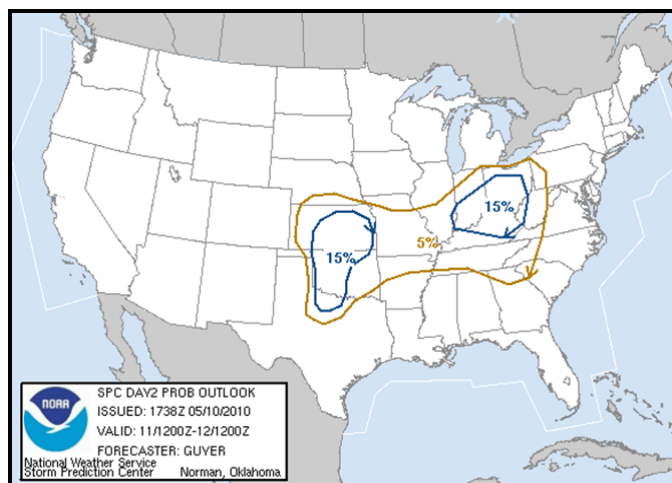 15%
5%
15%
SPC DAY2 PROB OUTLOOK
ISSUED: 1738Z 05/10/2010
VALID: 11/1200Z-12/1200Z
FORECASTER: GUYER
NOAA
National Weather Service
Storm Prediction Center Norman, Oklahoma